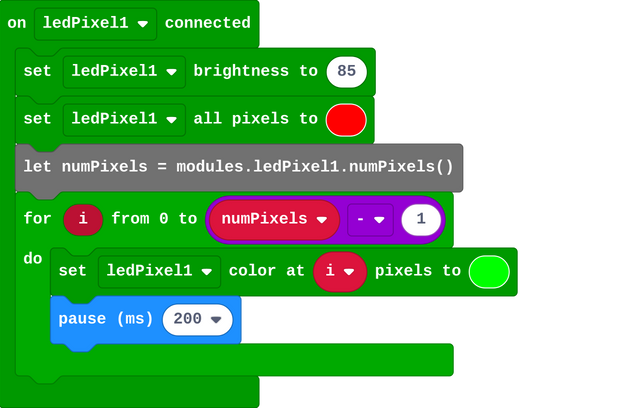 on ledPixel1 connected
set ledPixel1 brightness to 85
set ledPixel1 all pixels to
let numPixels = modules.ledPixel1.numPixels()
for i from 0 to numPixels - 1
do
set ledPixel1 color at i pixels to
pause (ms) 200